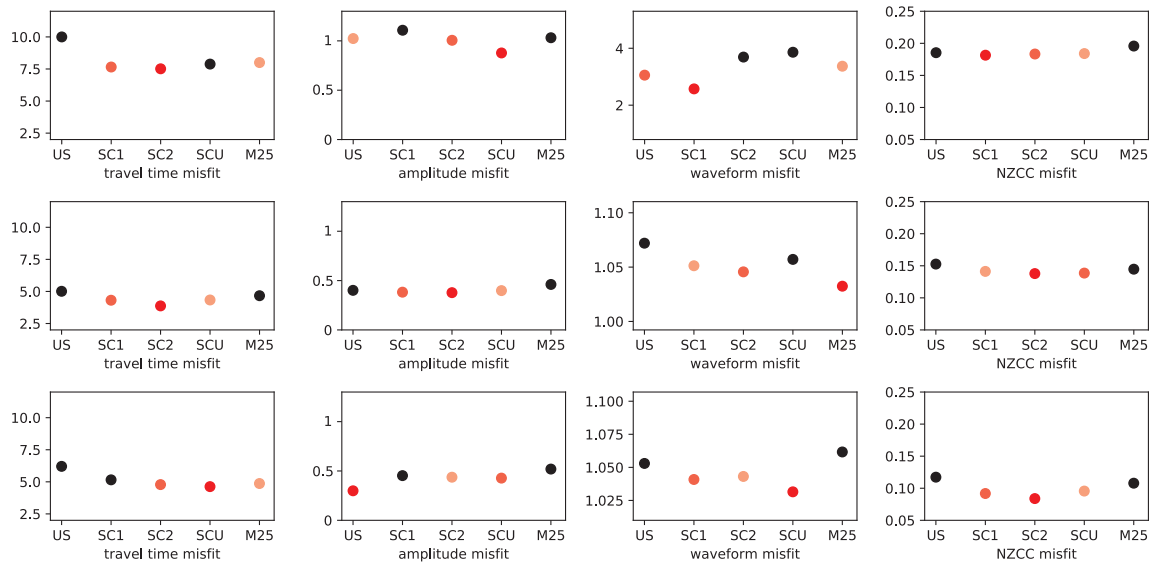 10.0
7.5
5.0
2.5
US SC1 SC2 SCU M25
travel time misfit
1
0.5
0
US SC1 SC2 SCU M25
amplitude misfit
4
2
US SC1 SC2 SCU M25
waveform misfit
0.25
0.20
0.15
0.10
0.05
US SC1 SC2 SCU M25
NZCC misfit
10.0
7.5
5.0
2.5
US SC1 SC2 SCU M25
travel time misfit
1
0.5
0
US SC1 SC2 SCU M25
amplitude misfit
1.10
1.05
1.00
US SC1 SC2 SCU M25
waveform misfit
0.25
0.20
0.15
0.10
0.05
US SC1 SC2 SCU M25
NZCC misfit
10.0
7.5
5.0
2.5
US SC1 SC2 SCU M25
travel time misfit
1
0.5
0
US SC1 SC2 SCU M25
amplitude misfit
1.100
1.075
1.050
1.025
US SC1 SC2 SCU M25
waveform misfit
0.25
0.20
0.15
0.10
0.05
US SC1 SC2 SCU M25
NZCC misfit